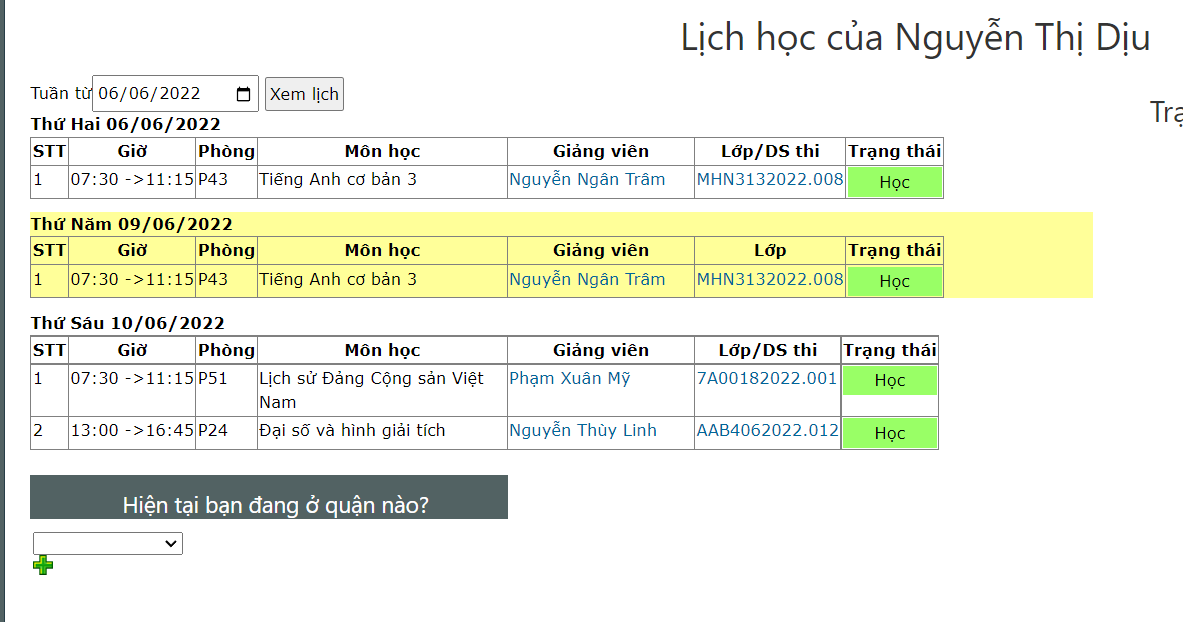 Lịch học của Nguyễn Thị Dịu
Tuần từ 06/06/2022 Xem lịch
Thứ Hai 06/06/2022
STT Giờ Phòng Môn học Giảng viên Lớp/DS thi Trạng thái
1 07:30 ->11:15 P43 Tiếng Anh cơ bản 3 Nguyễn Ngân Trâm MHN3132022.008 Học
Thứ Năm 09/06/2022
STT Giờ Phòng Môn học Giảng viên Lớp Trạng thái
1 07:30 ->11:15 P43 Tiếng Anh cơ bản 3 Nguyễn Ngân Trâm MHN3132022.008 Học
Thứ Sáu 10/06/2022
STT Giờ Phòng Môn học Giảng viên Lớp/DS thi Trạng thái
1 07:30 ->11:15 P51 Lịch sử Đảng Cộng sản Việt Phạm Xuân Mỹ 7A00182022.001 Học
Nam
2 13:00 ->16:45 P24 Đại số và hình giải tích Nguyễn Thùy Linh AAB4062022.012 Học
Hiện tại bạn đang ở quận nào?